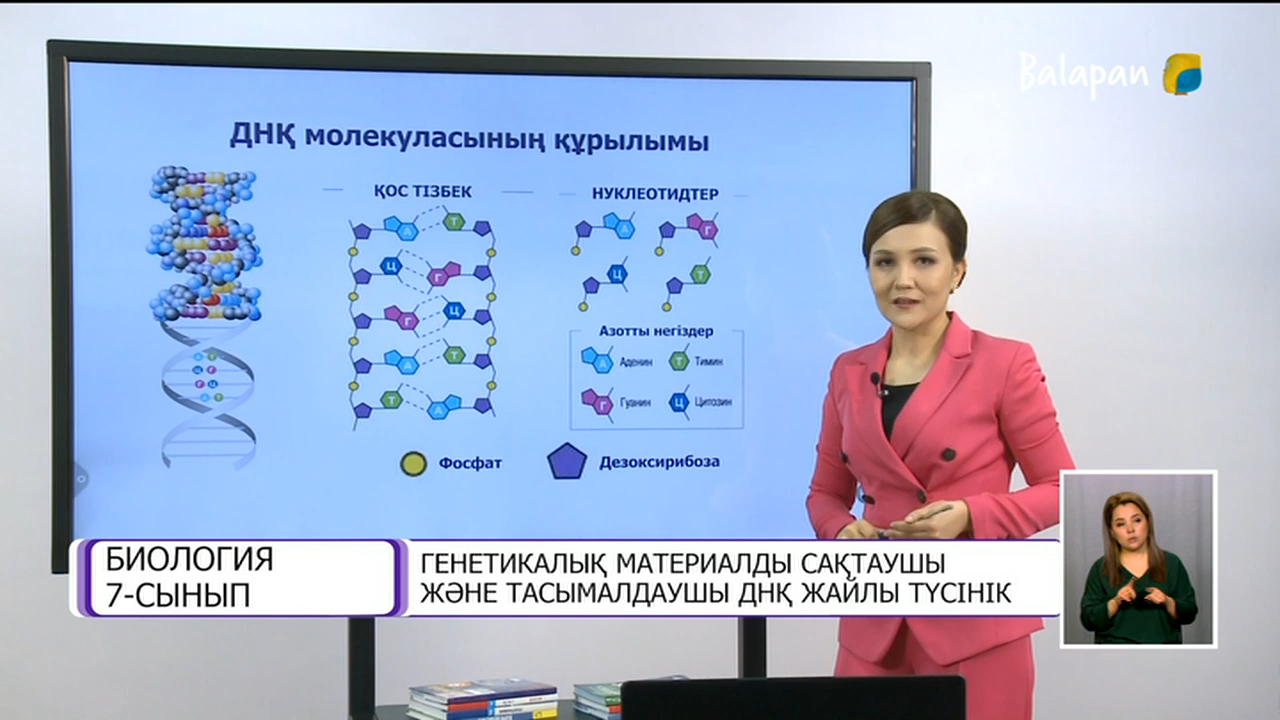 Balapan
ДНҚ молекуласының құрылымы
ҚОС ТІЗБЕК
НУКЛЕОТИДТЕР
А Т
Ц Г
Г Ц
А Т
Т А
А Г
Ц Т
Азотты негіздер
А Аденин Т Тимин
Г Гуанин Ц Цитозин
Фосфат Дезоксирибоза
А Т
Ц Г
Г Ц
А Т
БИОЛОГИЯ
7-СЫНЫП
ГЕНЕТИКАЛЫҚ МАТЕРИАЛДЫ САҚТАУШЫ
ЖӘНЕ ТАСЫМАЛДАУШЫ ДНҚ ЖАЙЛЫ ТҮСІНІК